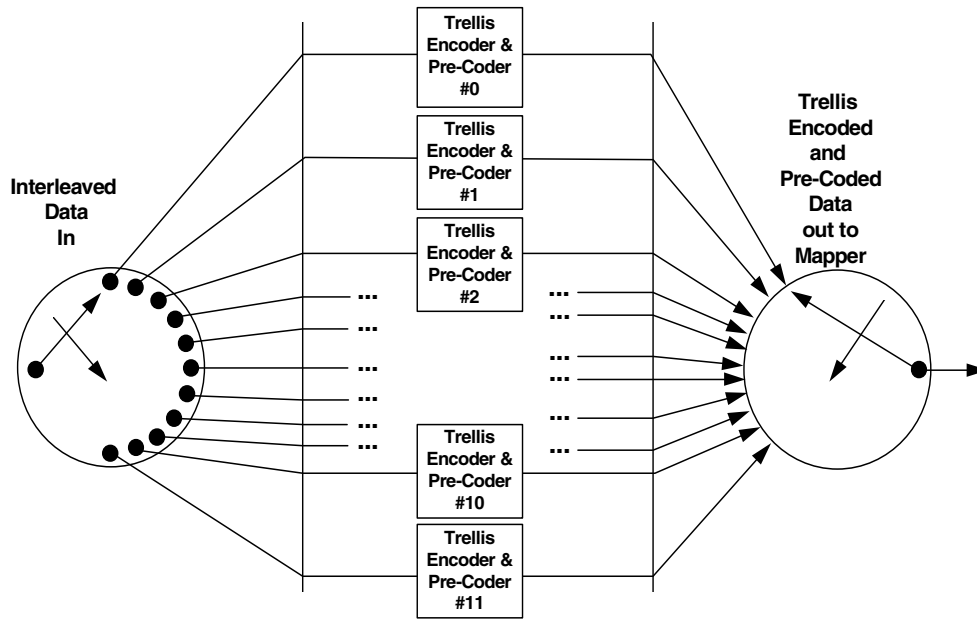 Interleaved
Data
In
Trellis
Encoder &
Pre-Coder
#0
Trellis
Encoder &
Pre-Coder
#1
Trellis
Encoder &
Pre-Coder
#2
...
...
...
...
...
...
...
...
...
...
...
...
Trellis
Encoder &
Pre-Coder
#10
Trellis
Encoder &
Pre-Coder
#11
Trellis
Encoded
and
Pre-Coded
Data
out to
Mapper